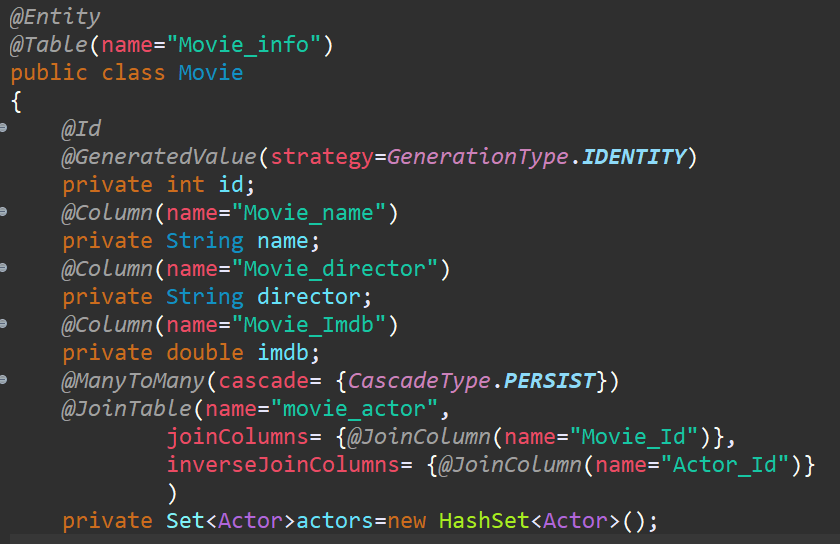 @Entity
@Table(name="Movie_info")
public class Movie
{
@Id
@GeneratedValue(strategy=GenerationType.IDENTITY)
private int id;
@Column(name="Movie_name")
private String name;
@Column(name="Movie_director")
private String director;
@Column(name="Movie_Imdb")
private double imdb;
@ManyToMany(cascade= {CascadeType.PERSIST})
@JoinTable(name="movie_actor",
joinColumns= {@JoinColumn(name="Movie_Id")},
inverseJoinColumns= {@JoinColumn(name="Actor_Id")}
)
private Set<Actor>actors=new HashSet<Actor>();